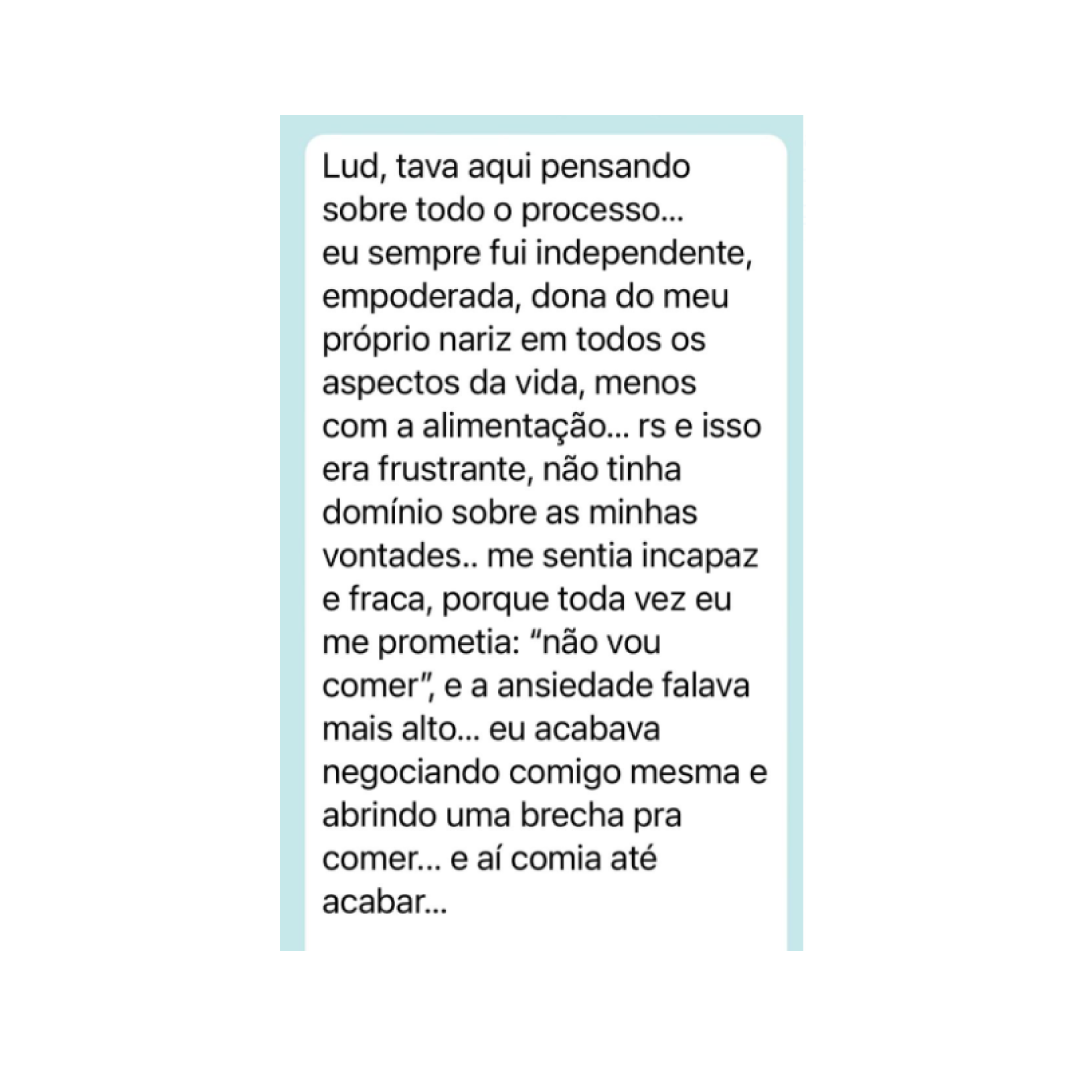 Lud, tava aqui pensando
sobre todo o processo...
eu sempre fui independente,
empoderada, dona do meu
próprio nariz em todos os
aspectos da vida, menos
com a alimentação... rs e isso
era frustrante, não tinha
domínio sobre as minhas
vontades.. me sentia incapaz
e fraca, porque toda vez eu
me prometia: “não vou
comer”, e a ansiedade falava
mais alto... eu acabava
negociando comigo mesma e
abrindo uma brecha pra
comer... e aí comia até
acabar...